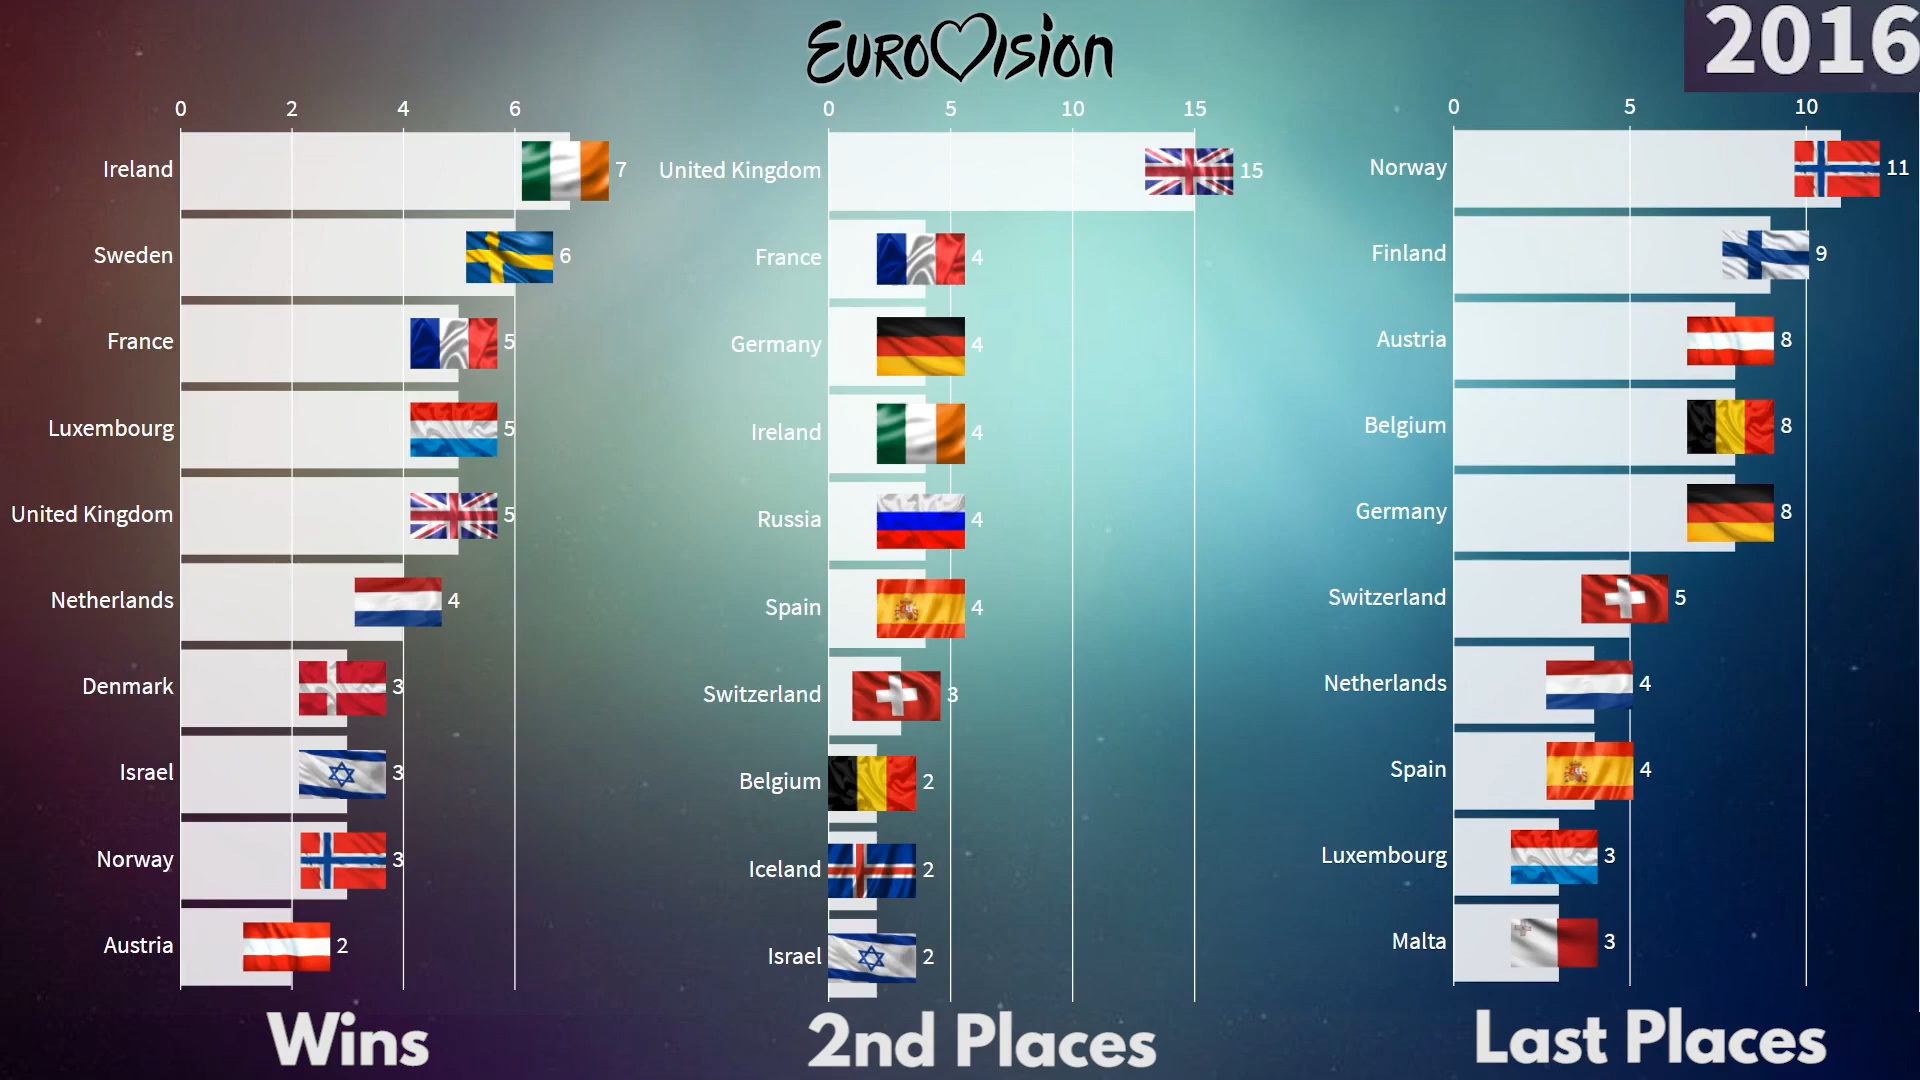 EUROVISION
2016
0 2 4 6
Ireland 7
Sweden 6
France 5
Luxembourg 5
United Kingdom 5
Netherlands 4
Denmark 3
Israel 3
Norway 3
Austria 2
Wins
0 5 10 15
United Kingdom 15
France 4
Germany 4
Ireland 4
Russia 4
Spain 4
Switzerland 3
Belgium 2
Iceland 2
Israel 2
2nd Places
0 5 10
Norway 11
Finland 9
Austria 8
Belgium 8
Germany 8
Switzerland 5
Netherlands 4
Spain 4
Luxembourg 3
Malta 3
Last Places